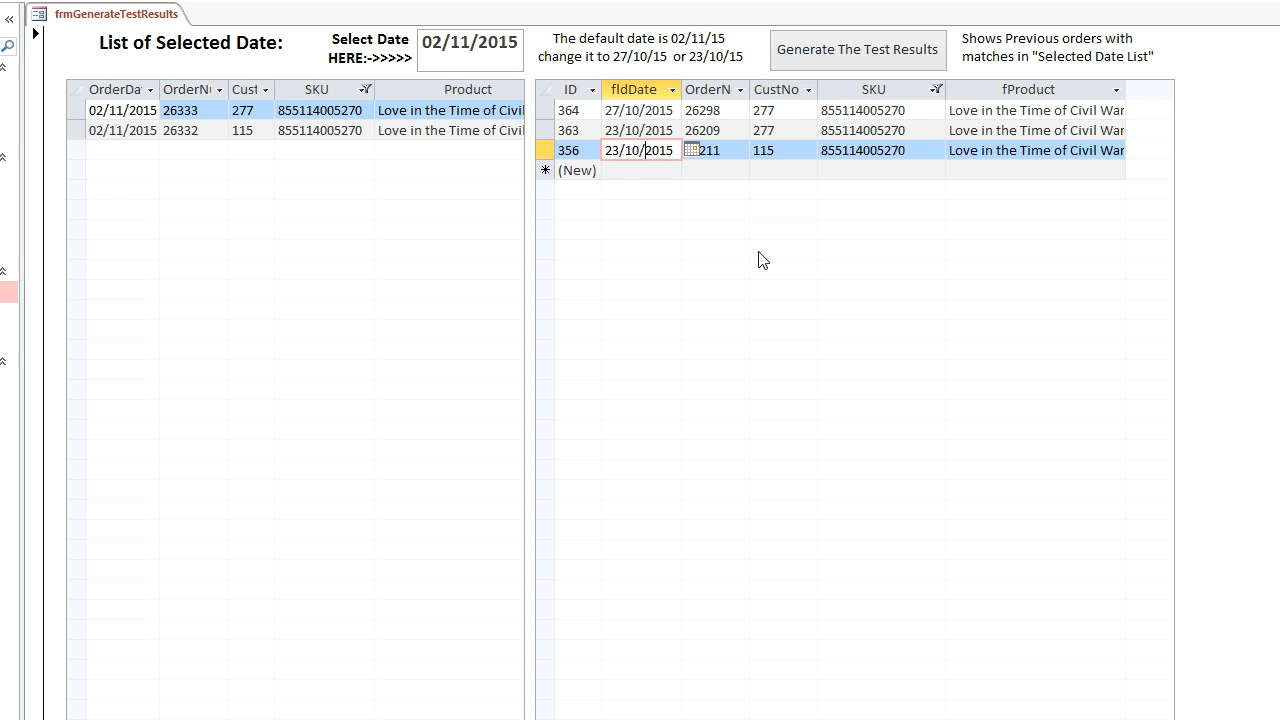 frmGenerateTestResults
List of Selected Date:
Select Date
HERE:->>>>>
02/11/2015
The default date is 02/11/15
change it to 27/10/15 or 23/10/15
Generate The Test Results
Shows Previous orders with
matches in "Selected Date List"
OrderDa OrderN Cust SKU Product
02/11/2015 26333 277 855114005270 Love in the Time of Civil
02/11/2015 26332 115 855114005270 Love in the Time of Civil
ID fldDate OrderN CustNo SKU fProduct
364 27/10/2015 26298 277 855114005270 Love in the Time of Civil War
363 23/10/2015 26209 277 855114005270 Love in the Time of Civil War
356 23/10/2015 211 115 855114005270 Love in the Time of Civil War
(New)